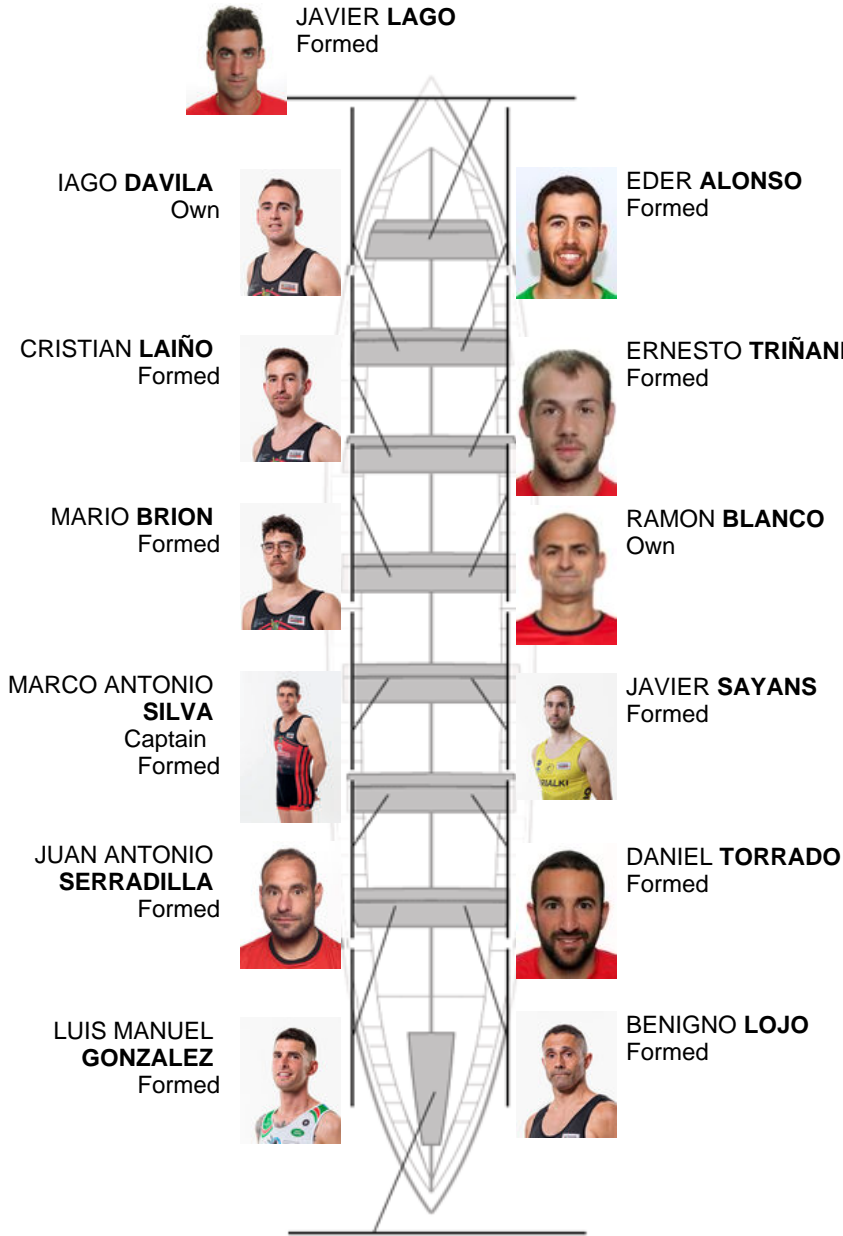 JAVIER LAGO
Formed
IAGO DAVILA
Own
EDER ALONSO
Formed
CRISTIAN LAIÑO
Formed
ERNESTO TRIÑAN
Formed
MARIO BRION
Formed
RAMON BLANCO
Own
MARCO ANTONIO
SILVA
Captain
Formed
JAVIER SAYANS
Formed
JUAN ANTONIO
SERRADILLA
Formed
DANIEL TORRADO
Formed
LUIS MANUEL
GONZALEZ
Formed
BENIGNO LOJO
Formed